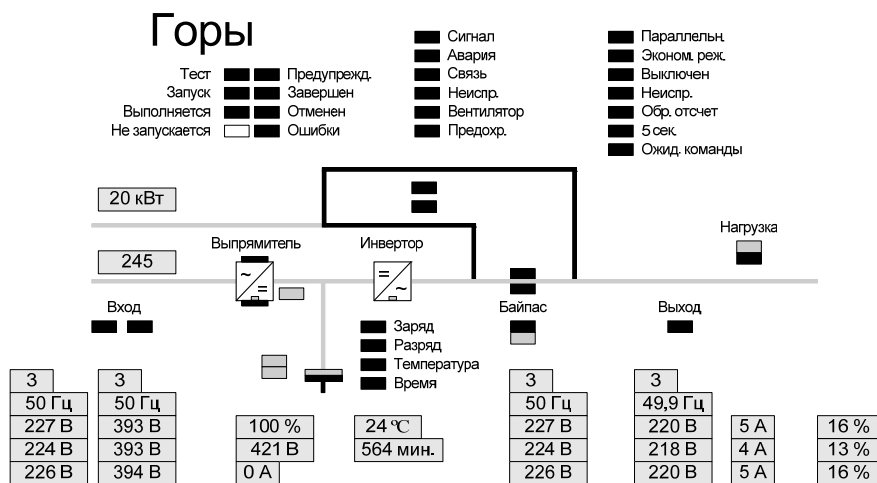 Горы
Тест Предупрежд.
Запуск Завершен
Выполняется Отменен
Не запускается Ошибки
Сигнал
Авария
Связь
Неиспр.
Вентилятор
Предохр.
Параллельн.
Эконом. реж.
Выключен
Неиспр.
Обр. отсчет
5 сек.
Ожид. команды
20 кВт
245
Выпрямитель
Инвертор
Нагрузка
Вход
Байпас
Выход
Заряд
Разряд
Температура
Время
3 3 3 3
50 Гц 50 Гц 50 Гц 49,9 Гц
227 В 393 В 100 % 24 °C 227 В 220 В 5 А 16 %
224 В 393 В 421 В 564 мин. 224 В 218 В 4 А 13 %
226 В 394 В 0 А 226 В 220 В 5 А 16 %